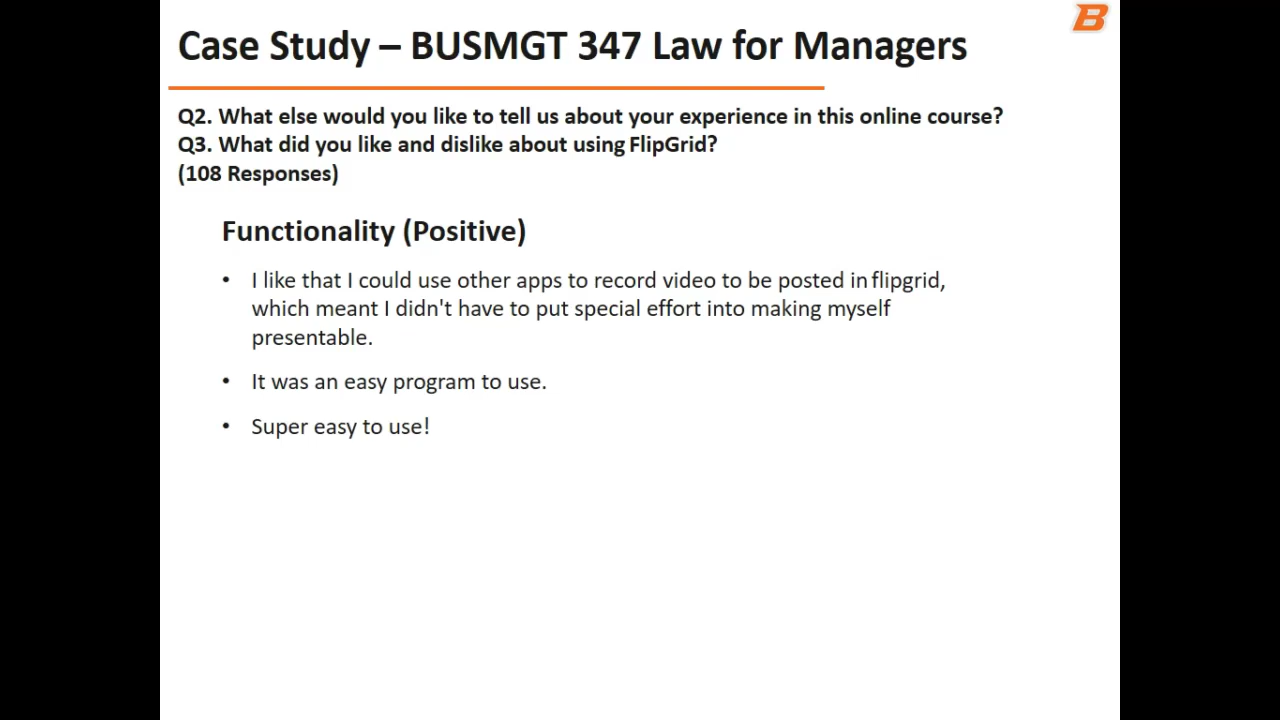 B
Case Study – BUSMGT 347 Law for Managers
Q2. What else would you like to tell us about your experience in this online course?
Q3. What did you like and dislike about using FlipGrid?
(108 Responses)
Functionality (Positive)
• I like that I could use other apps to record video to be posted in flipgrid,
which meant I didn't have to put special effort into making myself
presentable.
• It was an easy program to use.
• Super easy to use!